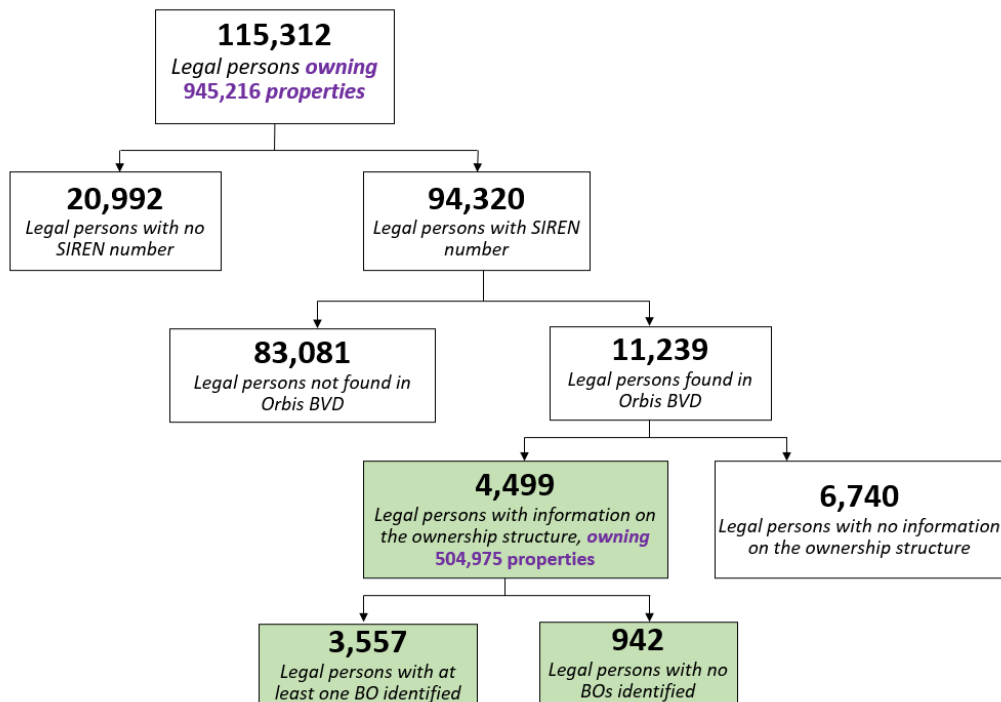 115,312
Legal persons owning
945,216 properties
20,992
Legal persons with no
SIREN number
94,320
Legal persons with SIREN
number
83,081
Legal persons not found in
Orbis BVD
11,239
Legal persons found in
Orbis BVD
4,499
Legal persons with information on
the ownership structure, owning
504,975 properties
6,740
Legal persons with no information
on the ownership structure
3,557
Legal persons with at
least one BO identified
942
Legal persons with no
BOs identified